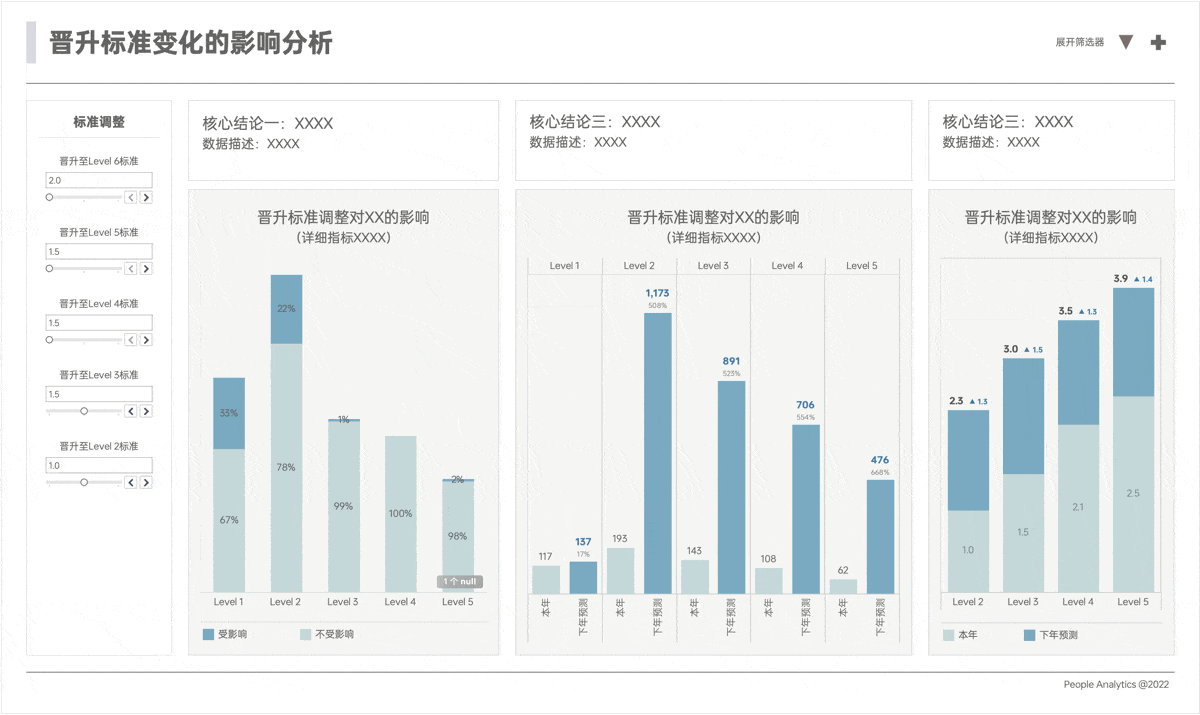 晋升标准变化的影响分析
展开筛选器
标准调整
晋升至Level 6标准
2.0
晋升至Level 5标准
1.5
晋升至Level 4标准
1.5
晋升至Level 3标准
1.5
晋升至Level 2标准
1.0
核心结论一：XXXX
数据描述：XXXX
晋升标准调整对XX的影响
(详细指标XXXX)
22%
33%
1%
78%
2%
67%
99%
100%
98%
1 个 null
Level 1 Level 2 Level 3 Level 4 Level 5
受影响 不受影响
核心结论三：XXXX
数据描述：XXXX
晋升标准调整对XX的影响
(详细指标XXXX)
Level 1 Level 2 Level 3 Level 4 Level 5
1,173
508%
891
523%
706
554%
476
668%
137
17%
117
193
143
108
62
本年 下年预测 本年 下年预测 本年 下年预测 本年 下年预测 本年 下年预测
核心结论三：XXXX
数据描述：XXXX
晋升标准调整对XX的影响
(详细指标XXXX)
3.9 ▲ 1.4
3.5 ▲ 1.3
3.0 ▲ 1.5
2.3 ▲ 1.3
1.0
1.5
2.1
2.5
Level 2 Level 3 Level 4 Level 5
本年 下年预测
People Analytics @2022